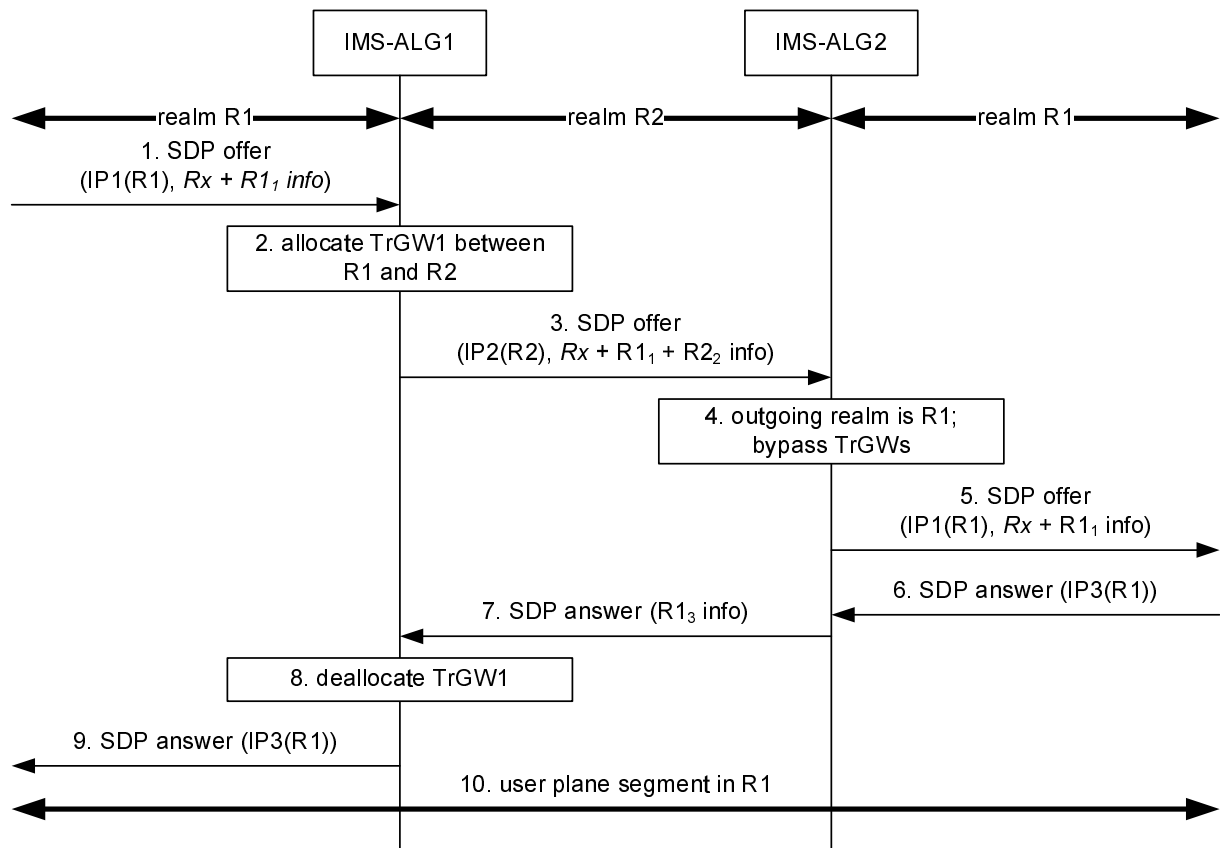 IMS-ALG1
IMS-ALG2
realm R1
realm R2
realm R1
1. SDP offer
(IP1(R1), Rx + R1₁ info)
2. allocate TrGW1 between
R1 and R2
3. SDP offer
(IP2(R2), Rx + R1₁ + R2₂ info)
4. outgoing realm is R1;
bypass TrGWs
5. SDP offer
(IP1(R1), Rx + R1₁ info)
6. SDP answer (IP3(R1))
7. SDP answer (R1₃ info)
8. deallocate TrGW1
9. SDP answer (IP3(R1))
10. user plane segment in R1